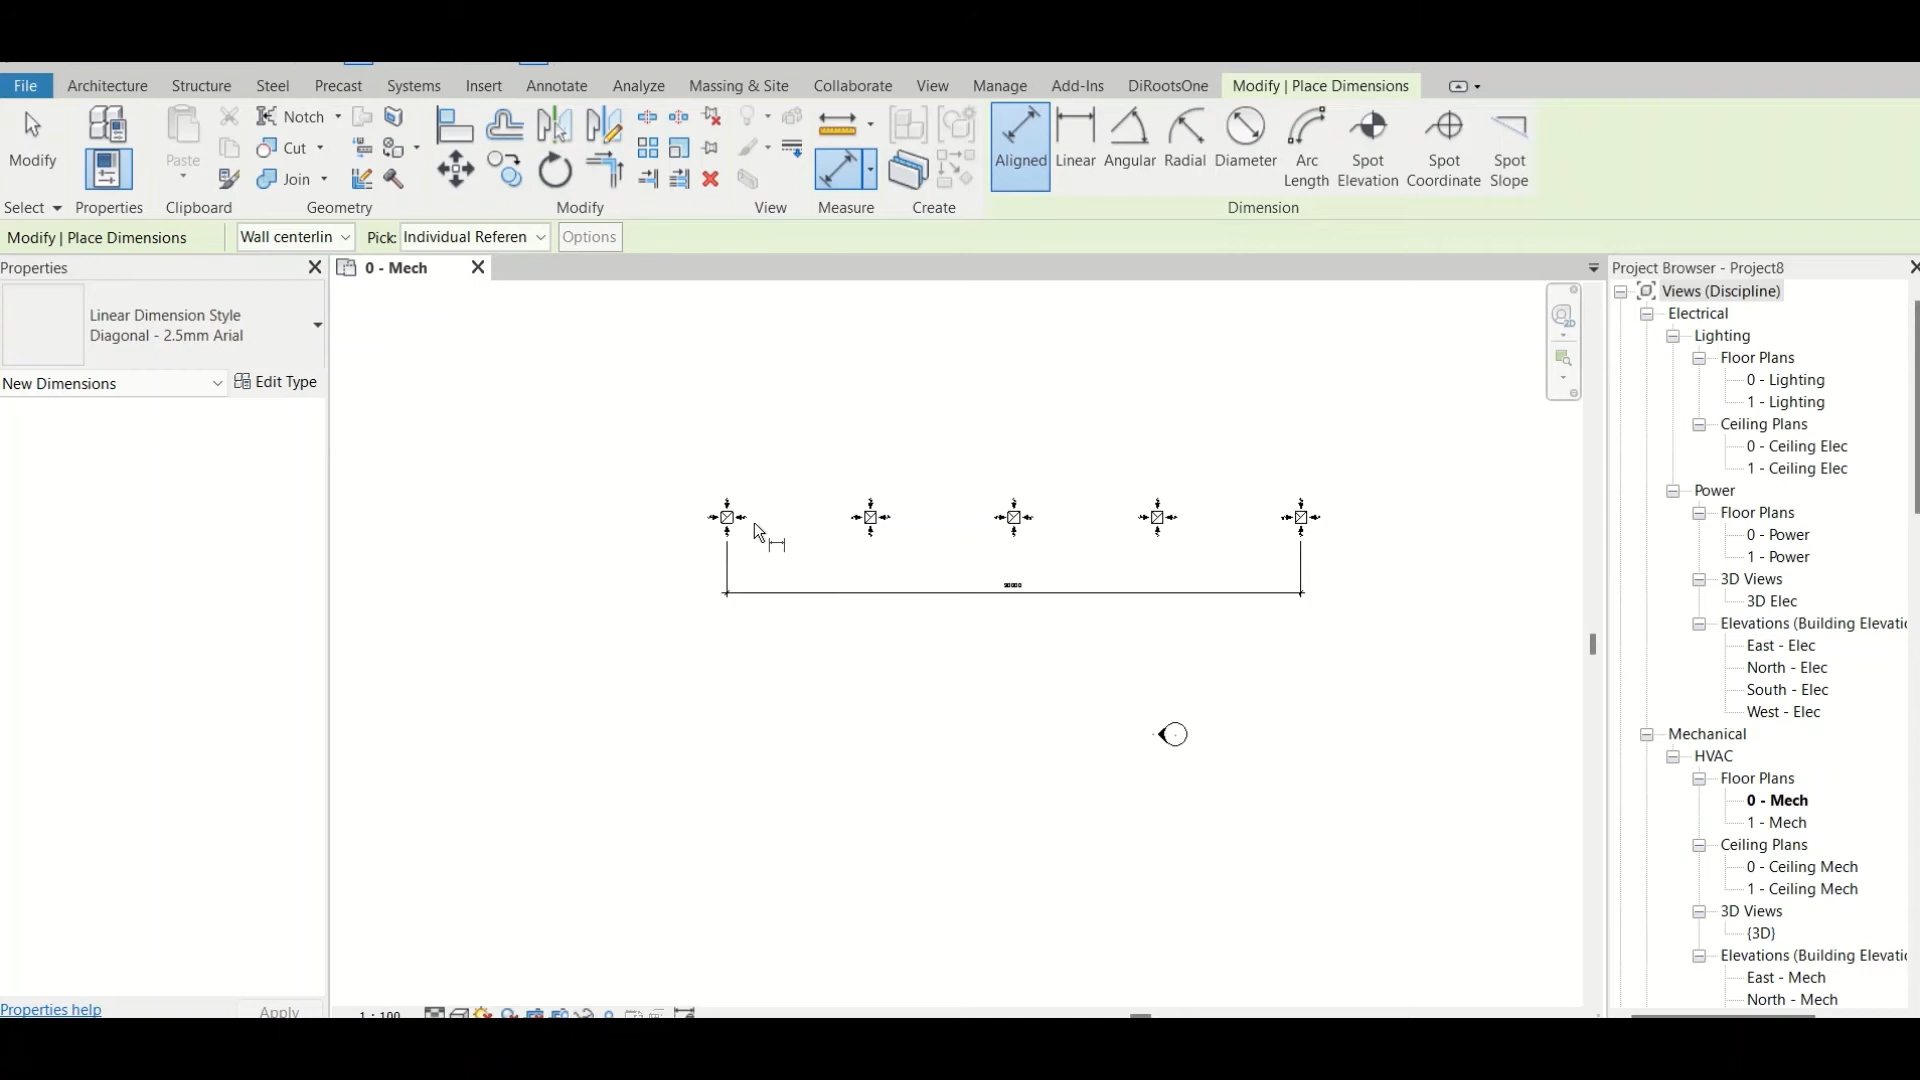 File Architecture Structure Steel Precast Systems Insert Annotate Analyze Massing & Site Collaborate View Manage Add-Ins DiRootsOne Modify | Place Dimensions
Modify
Paste
Notch
Cut
Join
Aligned Linear Angular Radial Diameter Arc Length Spot Elevation Spot Coordinate Spot Slope
Select Properties Clipboard Geometry Modify View Measure Create Dimension
Modify | Place Dimensions Wall centerlin Pick: Individual Referen Options
Properties
Linear Dimension Style
Diagonal - 2.5mm Arial
New Dimensions Edit Type
Properties help Apply
0 - Mech
2D
1 : 100
Project Browser - Project8
Views (Discipline)
Electrical
Lighting
Floor Plans
0 - Lighting
1 - Lighting
Ceiling Plans
0 - Ceiling Elec
1 - Ceiling Elec
Power
Floor Plans
0 - Power
1 - Power
3D Views
3D Elec
Elevations (Building Elevati
East - Elec
North - Elec
South - Elec
West - Elec
Mechanical
HVAC
Floor Plans
0 - Mech
1 - Mech
Ceiling Plans
0 - Ceiling Mech
1 - Ceiling Mech
3D Views
{3D}
Elevations (Building Elevati
East - Mech
North - Mech